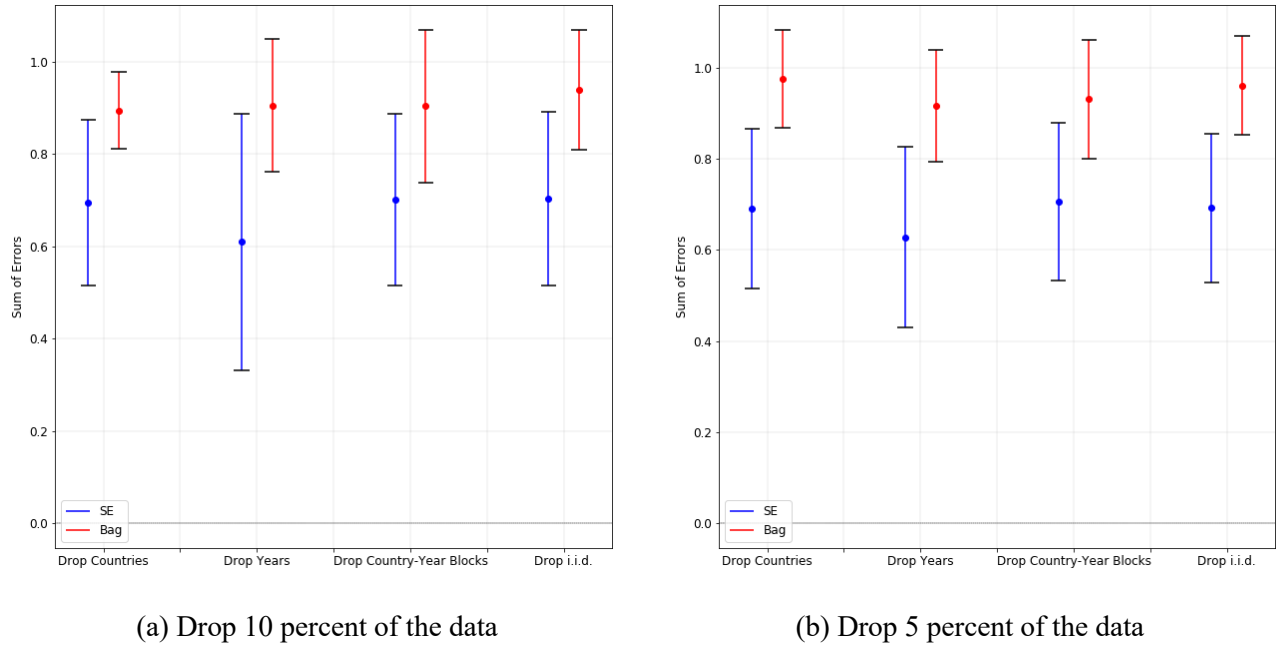 1.0
0.8
0.6
0.4
0.2
0.0
Sum of Errors
SE
Bag
Drop Countries
Drop Years
Drop Country-Year Blocks
Drop i.i.d.
(a) Drop 10 percent of the data
1.0
0.8
0.6
0.4
0.2
0.0
Sum of Errors
SE
Bag
Drop Countries
Drop Years
Drop Country-Year Blocks
Drop i.i.d.
(b) Drop 5 percent of the data